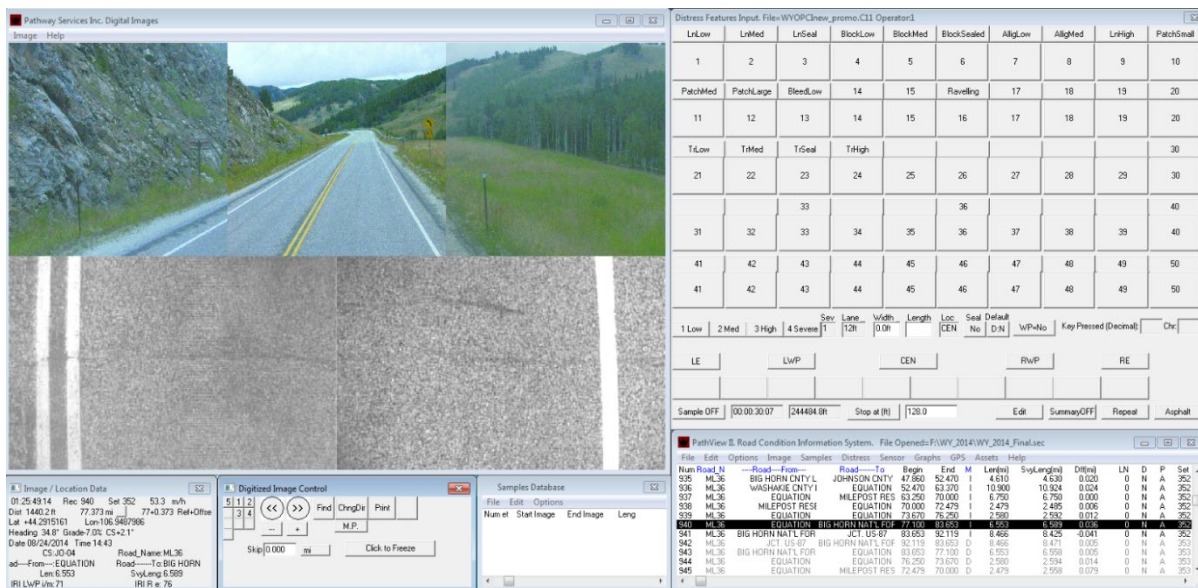 Pathway Services Inc. Digital Images
Image Help
Image / Location Data
01:25:49:14 Rec 940 Set 352 53.3 m/h
Dist 1440.2 ft 77.373 mi 77+0.373 Ref+Offse
Lat +44.2915161 Lon-106.9487986
Heading 34.8° Grade-7.0% CS+2.1°
Date 08/24/2014 Time 14:43
CS:JO-04 Road_Name:ML36
ad----From---:EQUATION Road-------To:BIG HORN
Len:6.553 SvyLeng:6.589
IRI LWP i/m: 71 IRI R e: 76
Digitized Image Control
5 1 2
3 4
<< >> Find ChngDir Print
- + M.P.
Skip 0.000 mi Click to Freeze
Samples Database
File Edit Options
Num et Start Image End Image Leng
Distress Features Input. File=WYOPCInew_promo.C11 Operator:1
LnLow LnMed LnSeal BlockLow BlockMed BlockSealed AlligLow AlligMed LnHigh PatchSmall
1 2 3 4 5 6 7 8 9 10
PatchMed PatchLarge BleedLow 14 15 Ravelling 17 18 19 20
11 12 13 14 15 16 17 18 19 20
TrLow TrMed TrSeal TrHigh 30
21 22 23 24 25 26 27 28 29 30
33 36 40
31 32 33 34 35 36 37 38 39 40
41 42 43 44 45 46 47 48 49 50
41 42 43 44 45 46 47 48 49 50
Sev Lane Width Length Loc Seal Default
1 Low 2 Med 3 High 4 Severe 1 12ft 0.0ft CEN No D:N WP=No Key Pressed (Decimal): Chr:
LE LWP CEN RWP RE
Sample OFF 00:00:30:07 244484.8ft Stop at (ft) 128.0 Edit SummaryOFF Repeat Asphalt
PathView II. Road Condition Information System. File Opened=F:\WY_2014\WY_2014_Final.sec
File Edit Options Image Samples Distress Sensor Graphs GPS Assets Help
Num Road_N ----Road----From--- Road-------To Begin End M Len(mi) SvyLeng(mi) Dff(mi) LN D P Set
935 ML36 BIG HORN CNTY L JOHNSON CNTY 47.860 52.470 I 4.610 4.630 0.020 0 N A 352
936 ML36 WASHAKIE CNTY I EQUATION 52.470 63.370 I 10.900 10.924 0.024 0 N A 352
937 ML36 EQUATION MILEPOST RES 63.250 70.000 I 6.750 6.750 0.000 0 N A 352
938 ML36 MILEPOST RESE EQUATION 70.000 72.479 I 2.479 2.485 0.006 0 N A 352
939 ML36 EQUATION EQUATION 73.670 76.250 I 2.580 2.592 0.012 0 N A 352
940 ML36 EQUATION BIG HORN NAT'L FOF 77.100 83.653 I 6.553 6.589 0.036 0 N A 352
941 ML36 BIG HORN NAT'L FOR JCT. US-87 83.653 92.119 I 8.466 8.425 -0.041 0 N A 352
942 ML36 JCT. US-87 BIG HORN NAT'L FOF 92.119 83.653 D 8.466 8.471 0.005 0 N A 353
943 ML36 BIG HORN NAT'L FOR EQUATION 83.653 77.100 D 6.553 6.558 0.005 0 N A 353
944 ML36 EQUATION EQUATION 76.250 73.670 D 2.580 2.594 0.014 0 N A 353
945 ML36 EQUATION MILEPOST RES 72.479 70.000 D 2.479 2.558 0.079 0 N A 353